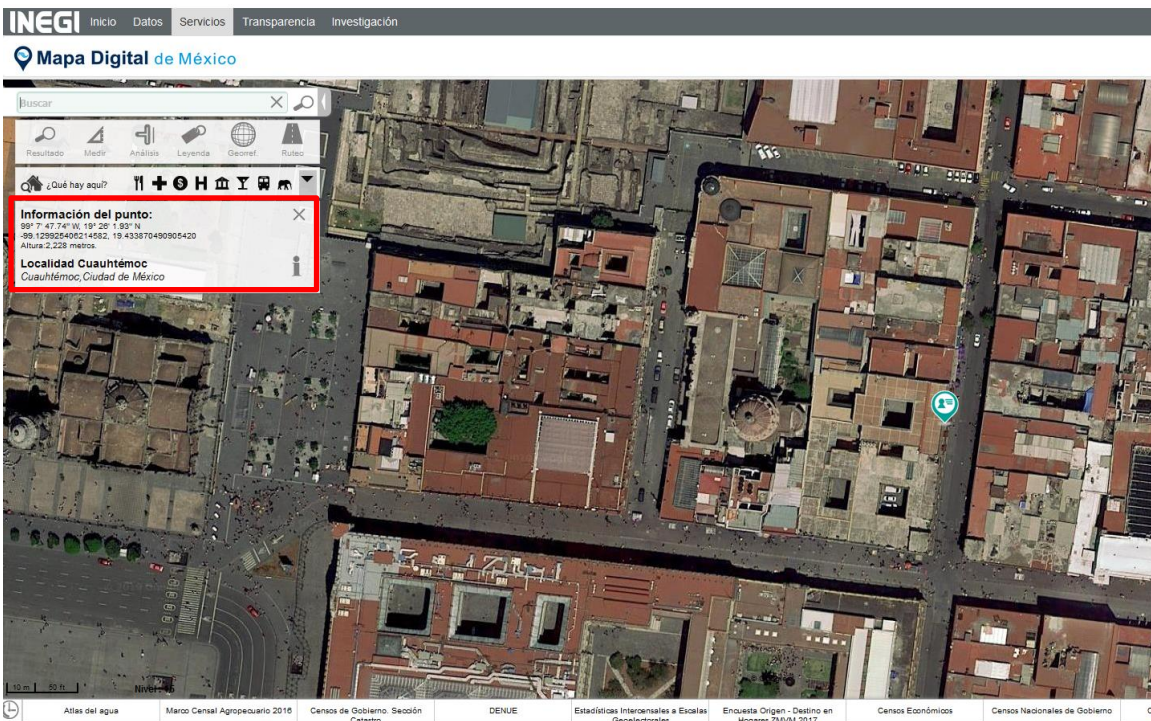 INEGI Inicio Datos Servicios Transparencia Investigación
Mapa Digital de México
Buscar
Resultado Medir Análisis Leyenda Georref. Ruteo
¿Qué hay aquí?
Información del punto:
99° 7' 47.74" W, 19° 26' 1.93" N
-99.129925406214682, 19.433870490905420
Altura:2,228 metros.
Localidad Cuauhtémoc
Cuauhtémoc,Ciudad de México
10 m 50 ft.
Atlas del agua Marco Censal Agropecuario 2016 Censos de Gobierno. Sección Catastro DENUE Estadísticas Intercensales a Escalas Geoelectorales Encuesta Origen - Destino en Hogares ZMVM 2017 Censos Económicos Censos Nacionales de Gobierno